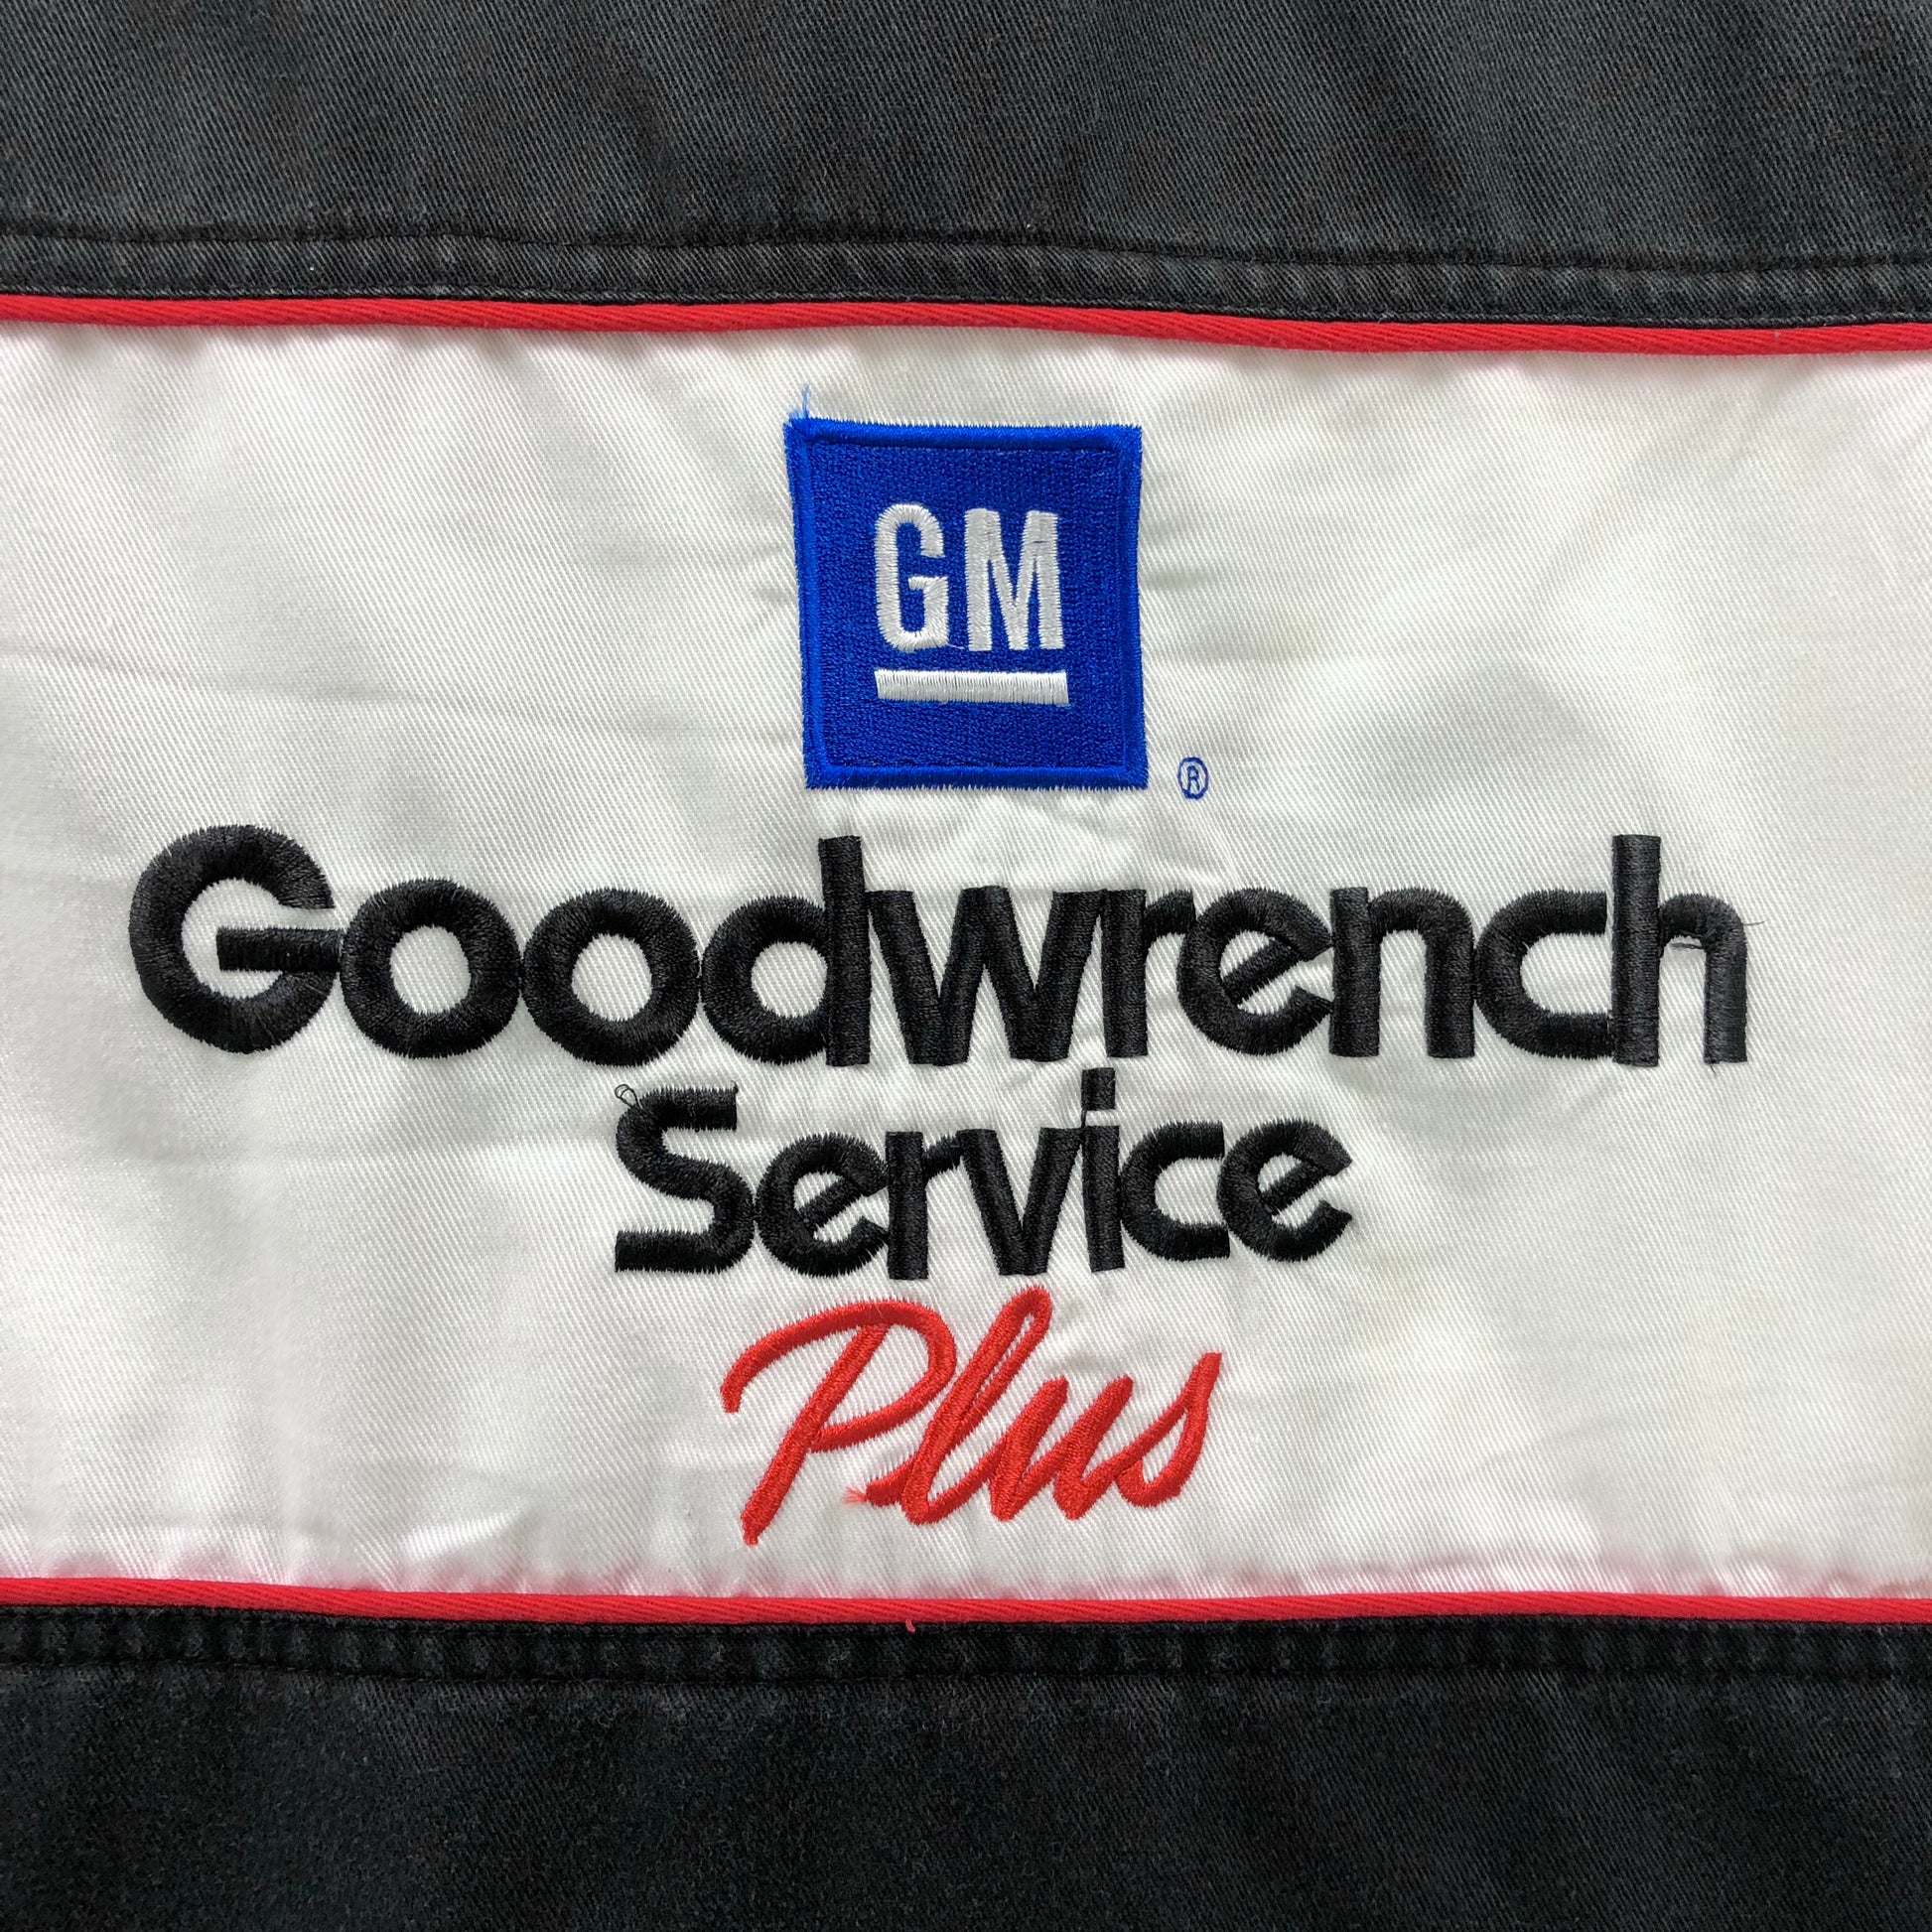 GM
®
Goodwrench
Service
Plus